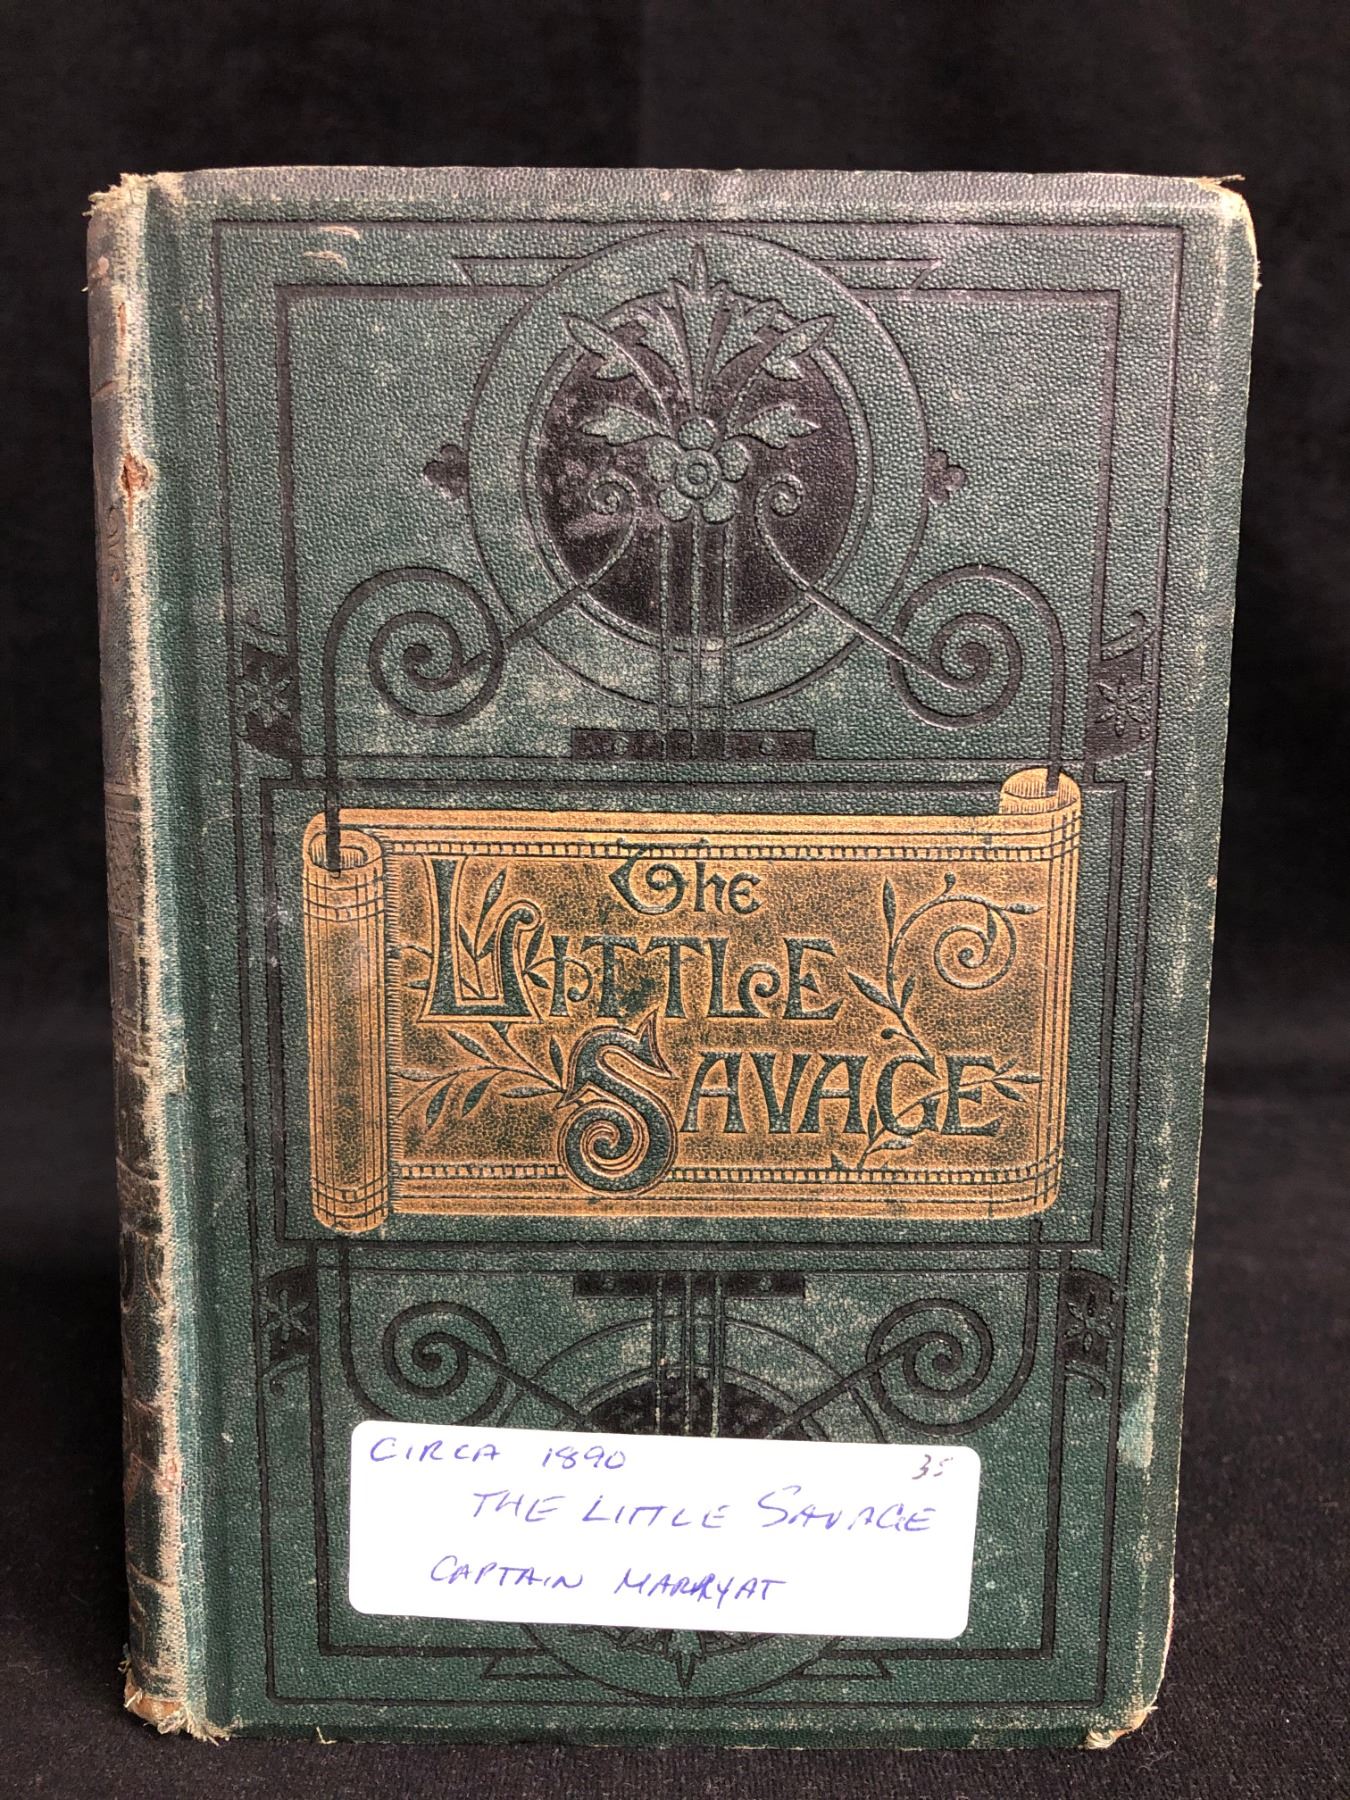 The
LITTLE
SAVAGE
CIRCA 1890 35
THE LITTLE SAVAGE
CAPTAIN MARRYAT